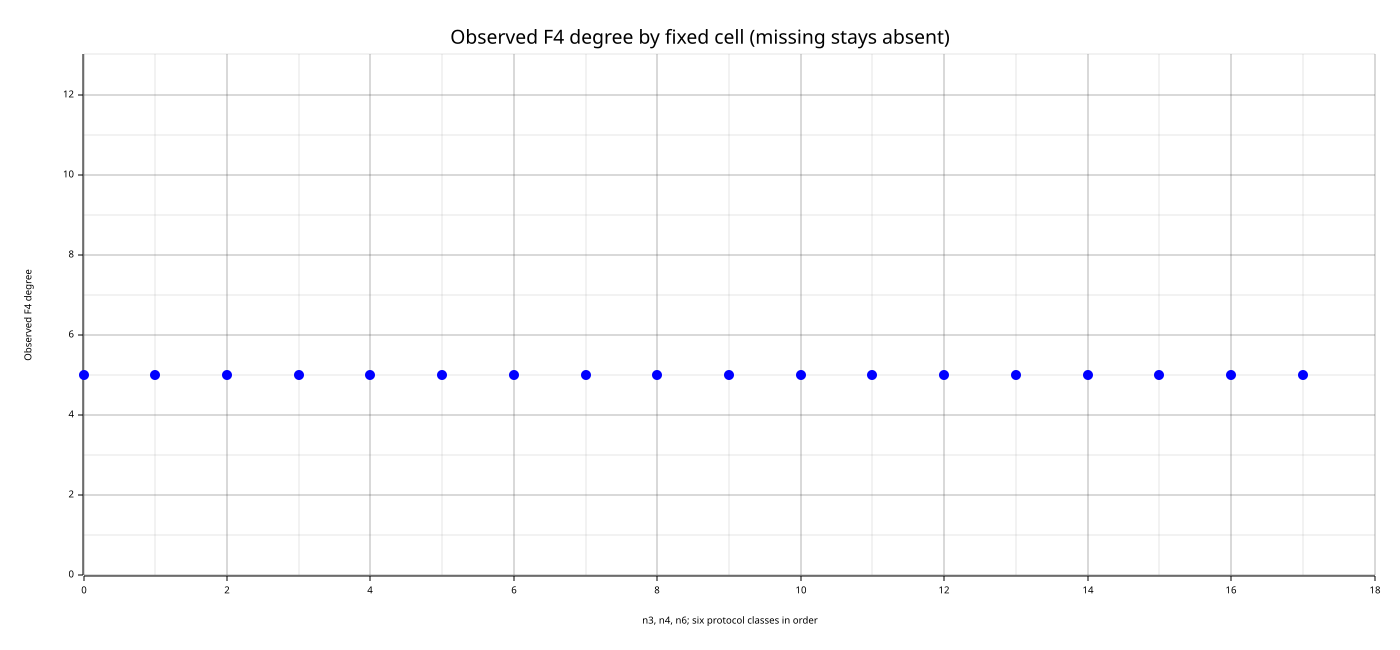 Observed F4 degree by fixed cell (missing stays absent)
12
10
8
6
4
2
0
Observed F4 degree
0 2 4 6 8 10 12 14 16 18
n3, n4, n6; six protocol classes in order